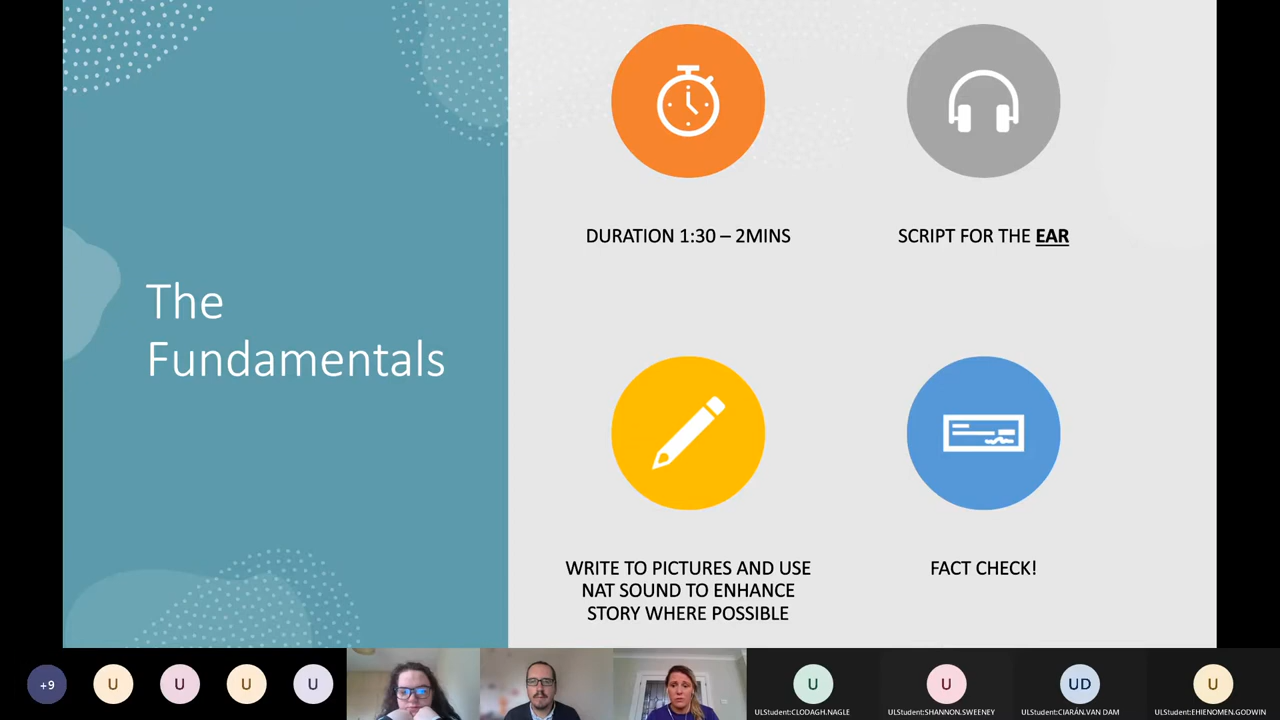 The
Fundamentals
DURATION 1:30 – 2MINS
SCRIPT FOR THE EAR
WRITE TO PICTURES AND USE
NAT SOUND TO ENHANCE
STORY WHERE POSSIBLE
FACT CHECK!
+9
U
U
U
U
U
U
UD
U
ULStudent:CLODAGH.NAGLE
ULStudent:SHANNON.SWEENEY
ULStudent:CIARÁN.VAN DAM
ULStudent:EHIENOMEN.GODWIN